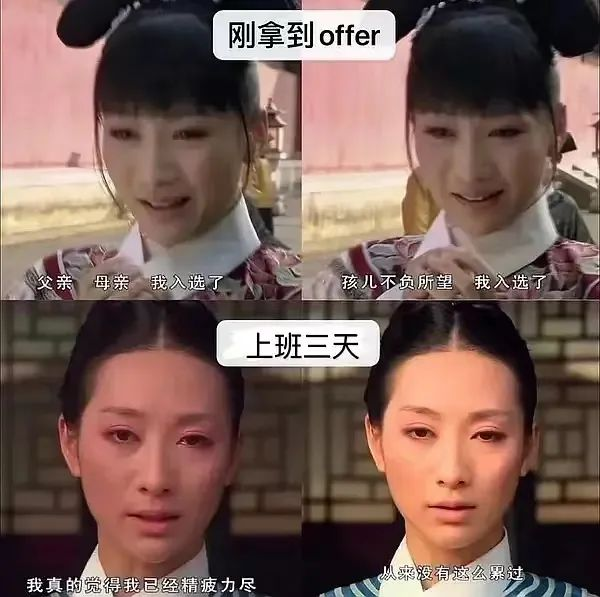 刚拿到offer
父亲 母亲 我入选了
孩儿不负所望 我入选了
上班三天
我真的觉得我已经精疲力尽
从来没有这么累过